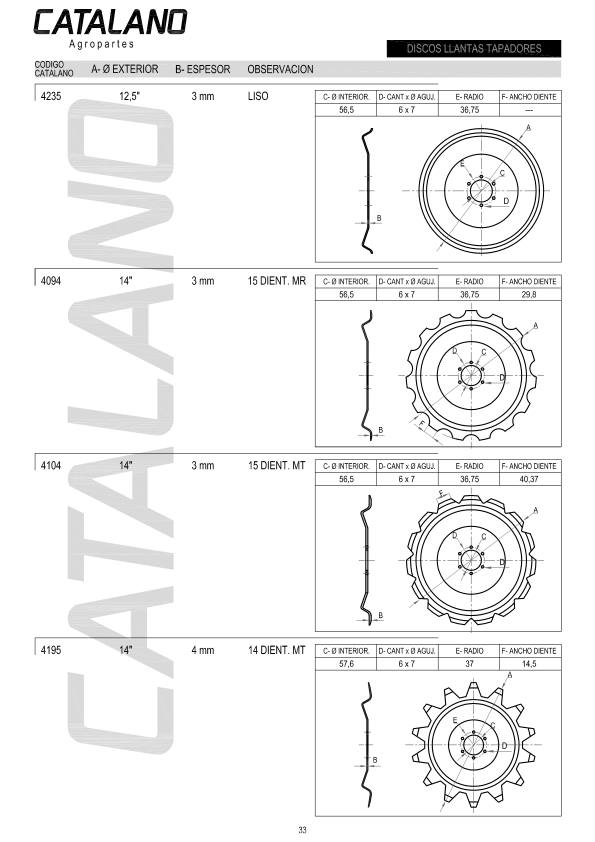 CATALANO
Agropartes
DISCOS LLANTAS TAPADORES
CODIGO CATALANO A- Ø EXTERIOR B- ESPESOR OBSERVACION
4235 12,5" 3 mm LISO
C- Ø INTERIOR. D- CANT x Ø AGUJ. E- RADIO F- ANCHO DIENTE
56,5 6 x 7 36,75 ---
A
E
C
D
B
4094 14" 3 mm 15 DIENT. MR
C- Ø INTERIOR. D- CANT x Ø AGUJ. E- RADIO F- ANCHO DIENTE
56,5 6 x 7 36,75 29,8
A
D C
D
F
B
4104 14" 3 mm 15 DIENT. MT
C- Ø INTERIOR. D- CANT x Ø AGUJ. E- RADIO F- ANCHO DIENTE
56,5 6 x 7 36,75 40,37
F
A
D C
D
B
4195 14" 4 mm 14 DIENT. MT
C- Ø INTERIOR. D- CANT x Ø AGUJ. E- RADIO F- ANCHO DIENTE
57,6 6 x 7 37 14,5
A
E C
D
B
CATALANO
33